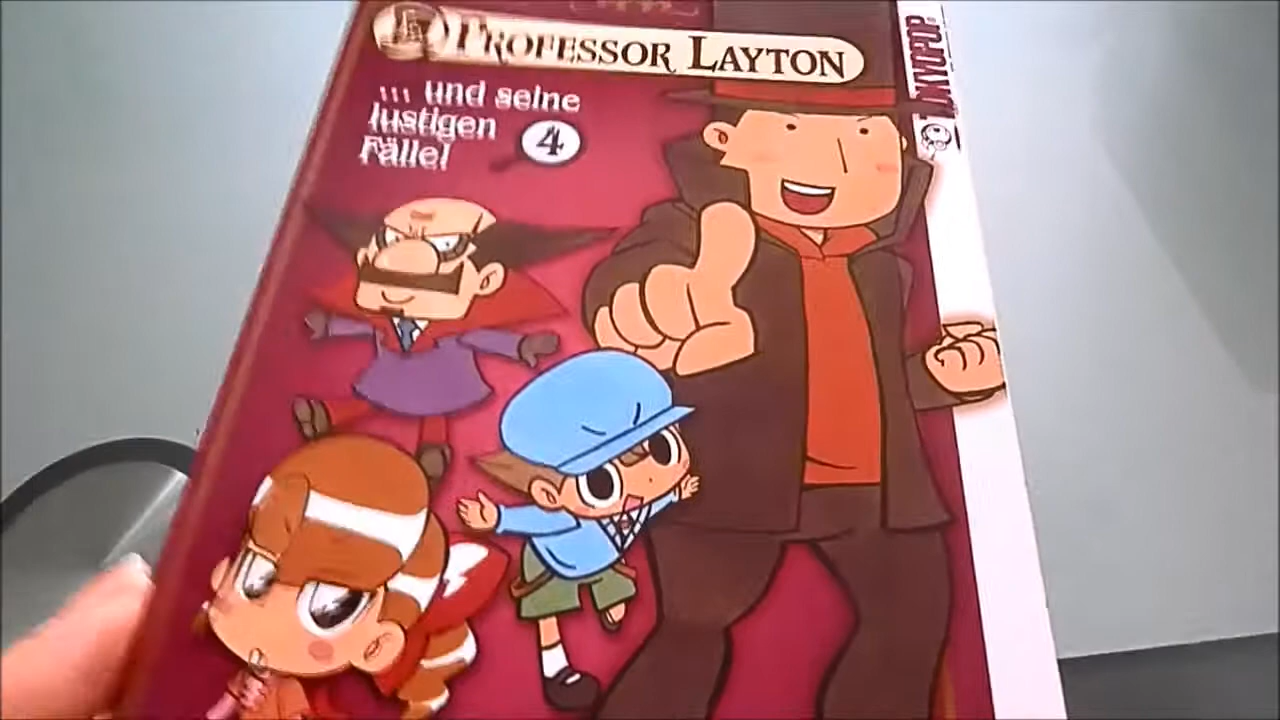 PROFESSOR LAYTON
... und seine
lustigen
Fälle!
4
TOKYOPOP